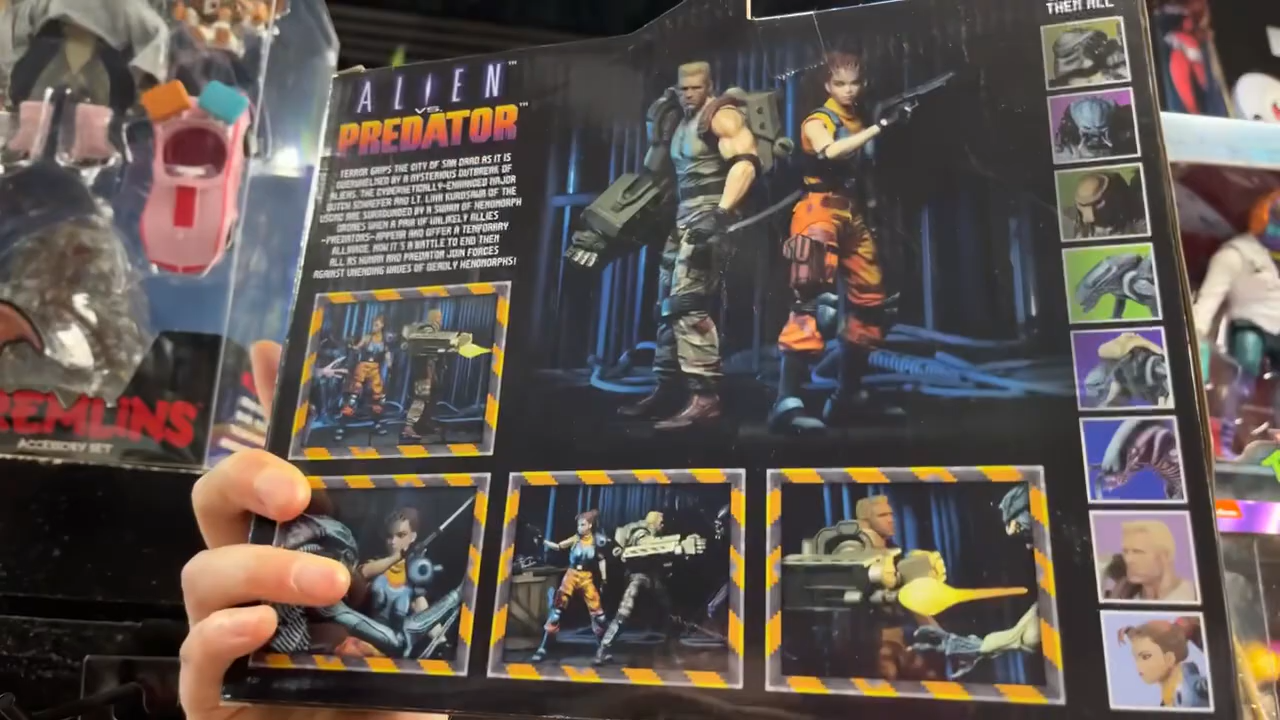 THEM ALL
ALIEN™
VS.
PREDATOR™
TERROR GRIPS THE CITY OF SAN DRAD AS IT IS
OVERWHELMED BY A MYSTERIOUS OUTBREAK OF
ALIENS. THE CYBERNETICALLY-ENHANCED MAJOR
DUTCH SCHAEFER AND LT. LINN KUROSAWA OF THE
USCMC ARE SURROUNDED BY A SWARM OF XENOMORPH
DRONES WHEN A PAIR OF UNLIKELY ALLIES
-PREDATORS- APPEAR AND OFFER A TEMPORARY
ALLIANCE. NOW IT'S A BATTLE TO END THEM
ALL AS HUMAN AND PREDATOR JOIN FORCES
AGAINST UNENDING WAVES OF DEADLY XENOMORPHS!
REMLINS
ACCESSORY SET